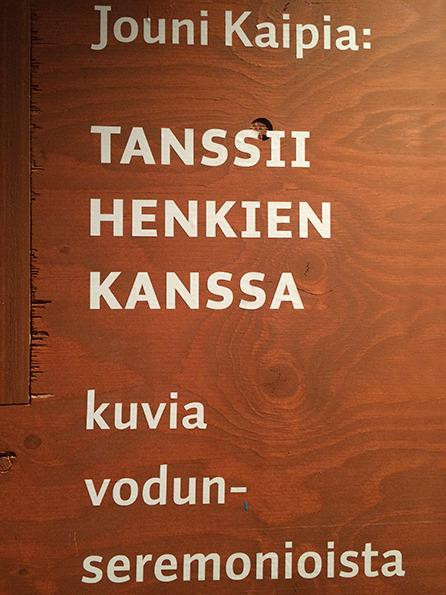 Jouni Kaipia:
TANSSII
HENKIEN
KANSSA
kuvia
vodun-
seremonioista